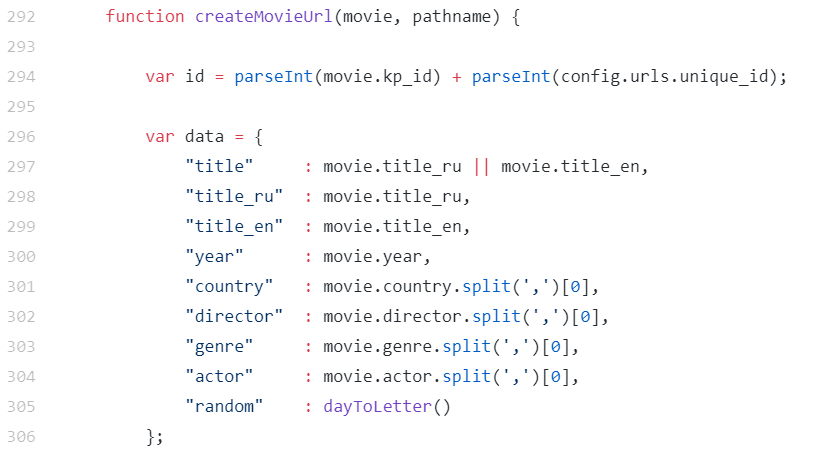 292 function createMovieUrl(movie, pathname) {
293
294 var id = parseInt(movie.kp_id) + parseInt(config.urls.unique_id);
295
296 var data = {
297 "title" : movie.title_ru || movie.title_en,
298 "title_ru" : movie.title_ru,
299 "title_en" : movie.title_en,
300 "year" : movie.year,
301 "country" : movie.country.split(',')[0],
302 "director" : movie.director.split(',')[0],
303 "genre" : movie.genre.split(',')[0],
304 "actor" : movie.actor.split(',')[0],
305 "random" : dayToLetter()
306 };